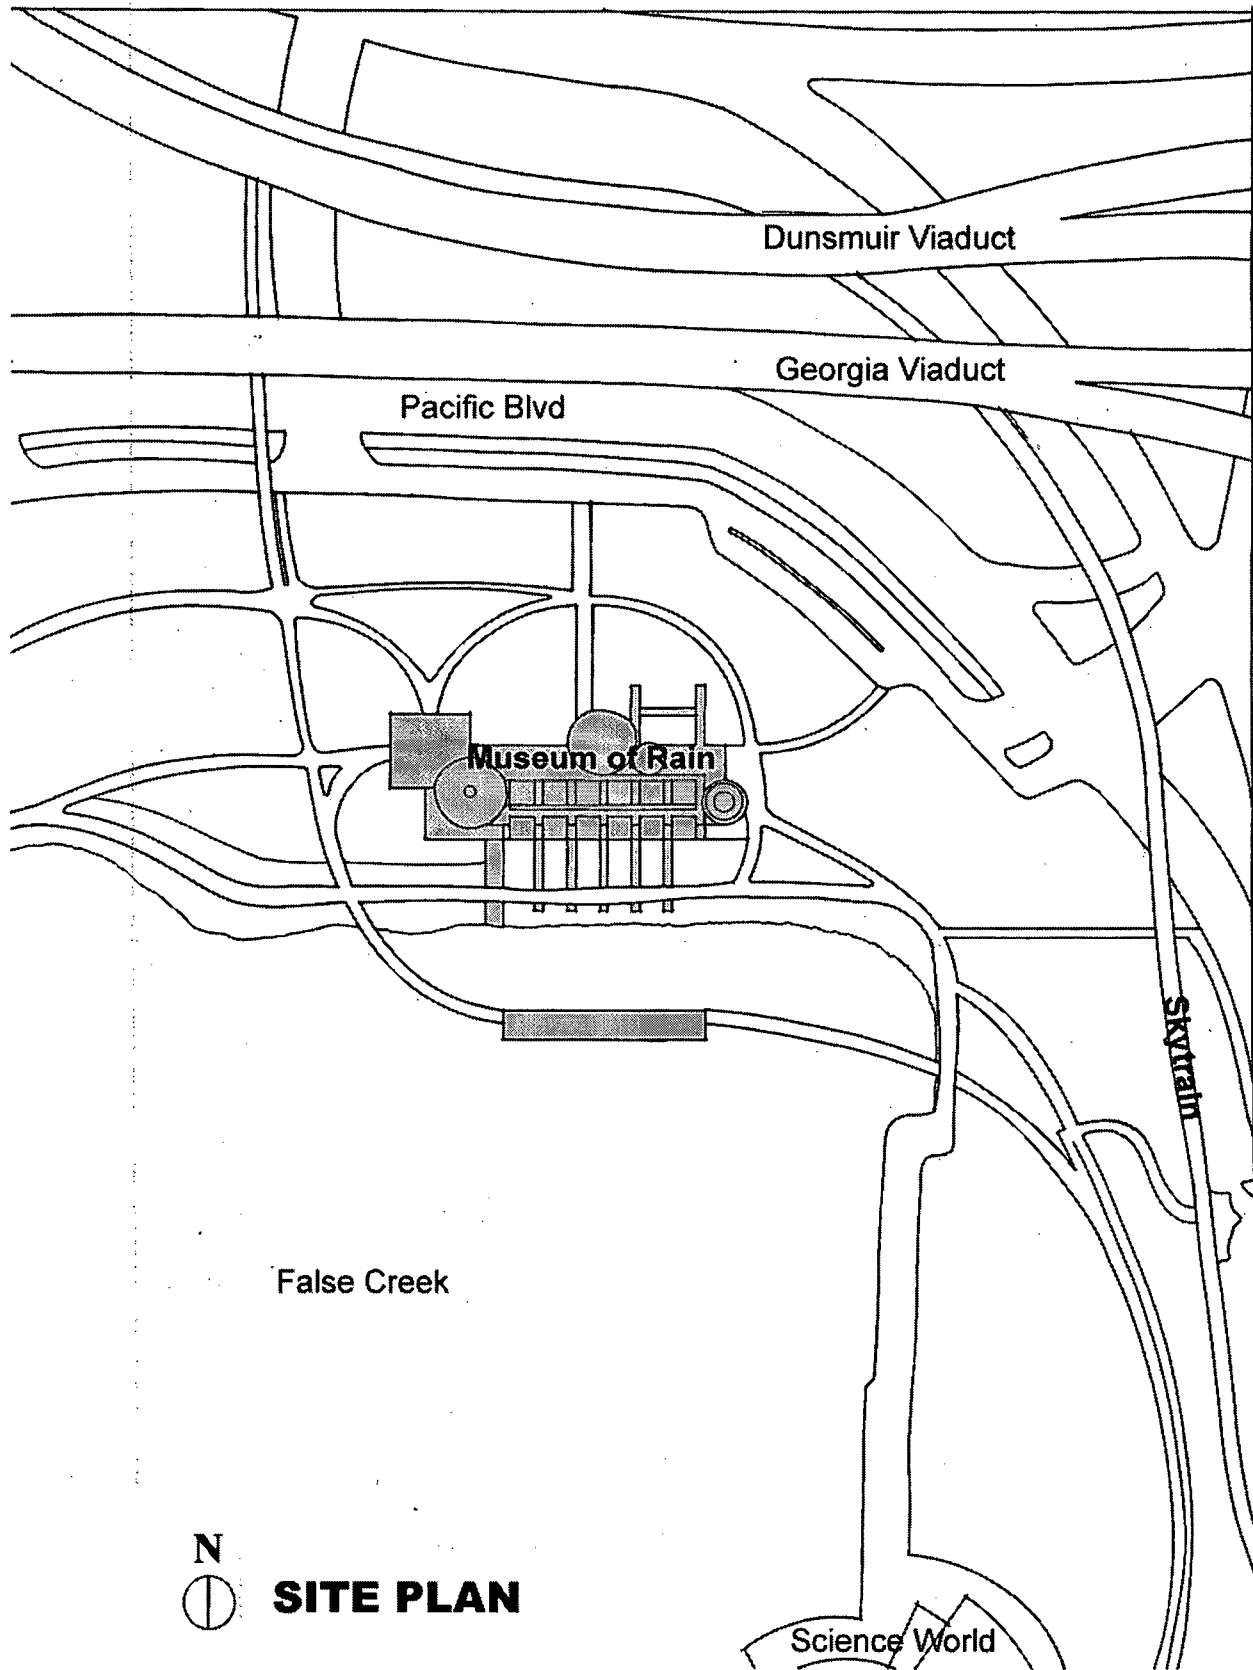 Dunsmuir Viaduct
Georgia Viaduct
Pacific Blvd
Museum of Rain
Skytrain
False Creek
N
SITE PLAN
Science World